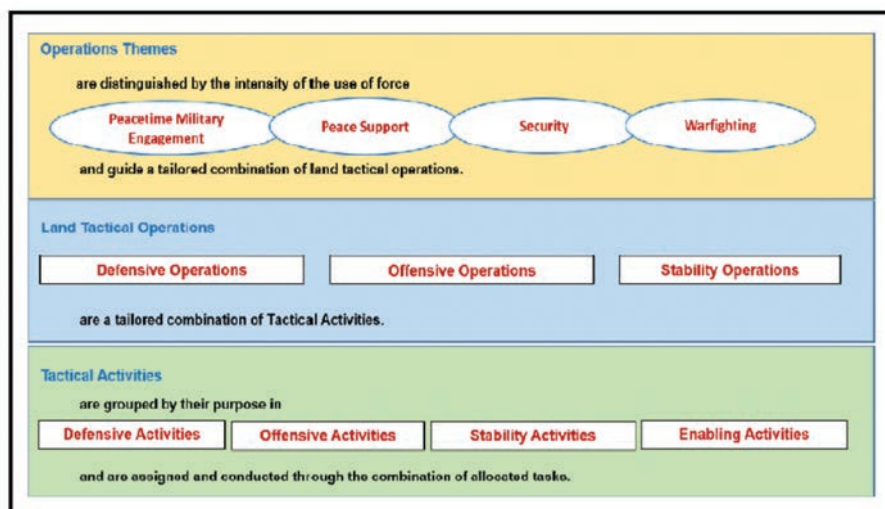 Operations Themes
are distinguished by the intensity of the use of force
Peacetime Military
Engagement
Peace Support
Security
Warfighting
and guide a tailored combination of land tactical operations.
Land Tactical Operations
Defensive Operations
Offensive Operations
Stability Operations
are a tailored combination of Tactical Activities.
Tactical Activities
are grouped by their purpose in
Defensive Activities
Offensive Activities
Stability Activities
Enabling Activities
and are assigned and conducted through the combination of allocated tasks.